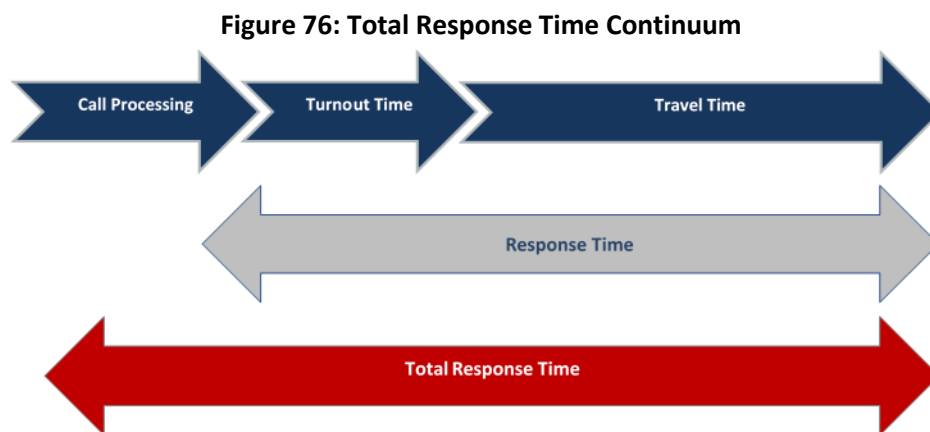 Figure 76: Total Response Time Continuum
Call Processing
Turnout Time
Travel Time
Response Time
Total Response Time